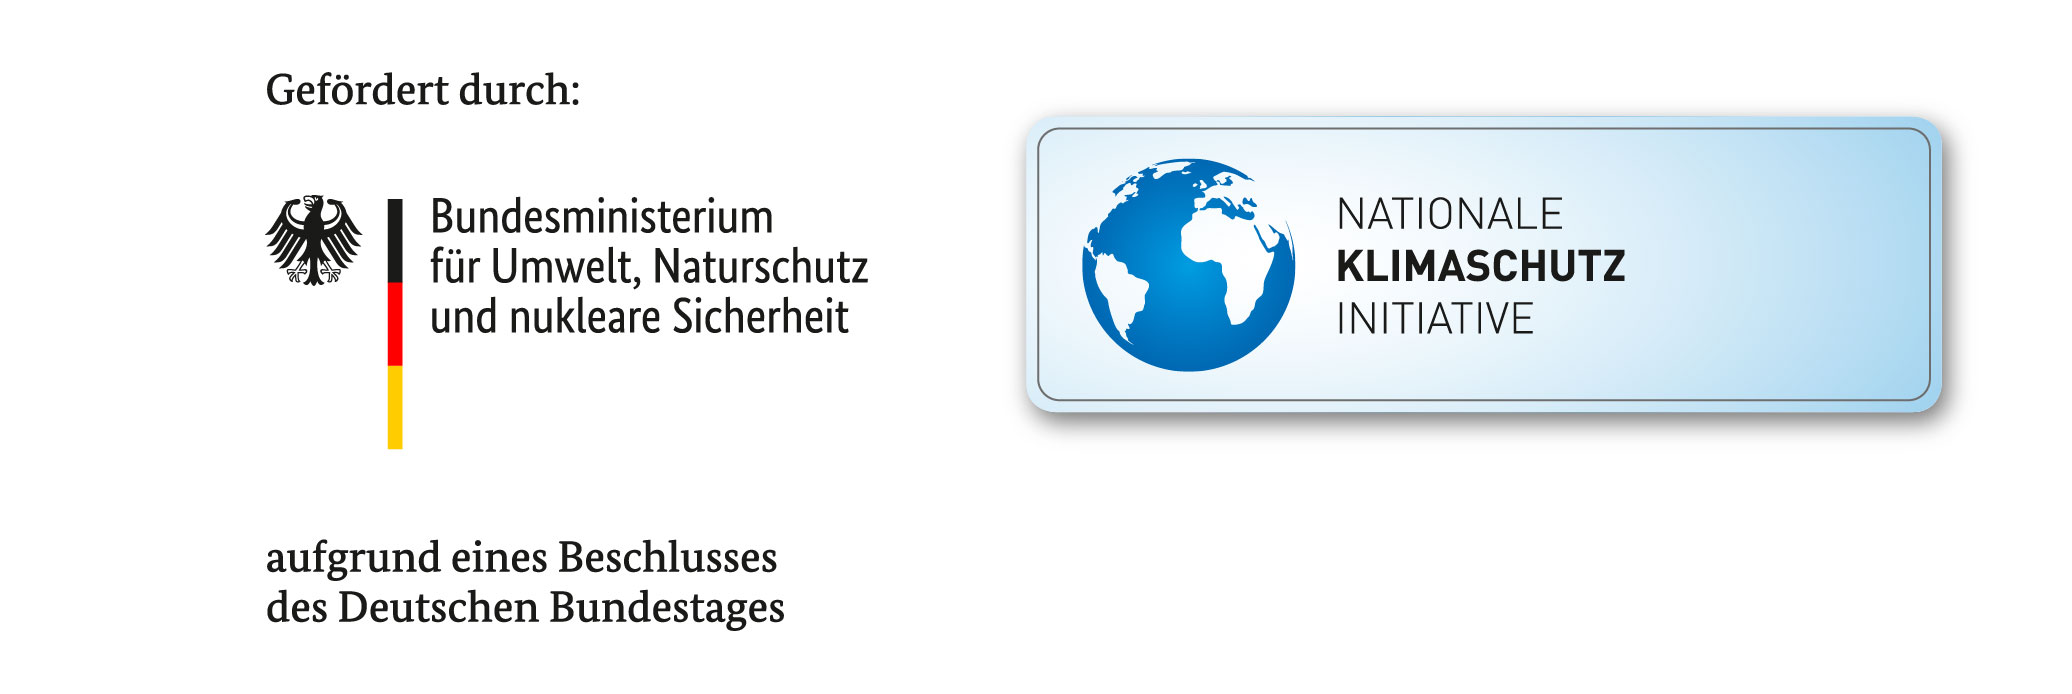 Gefördert durch:
Bundesministerium
für Umwelt, Naturschutz
und nukleare Sicherheit
aufgrund eines Beschlusses
des Deutschen Bundestages
NATIONALE
KLIMASCHUTZ
INITIATIVE